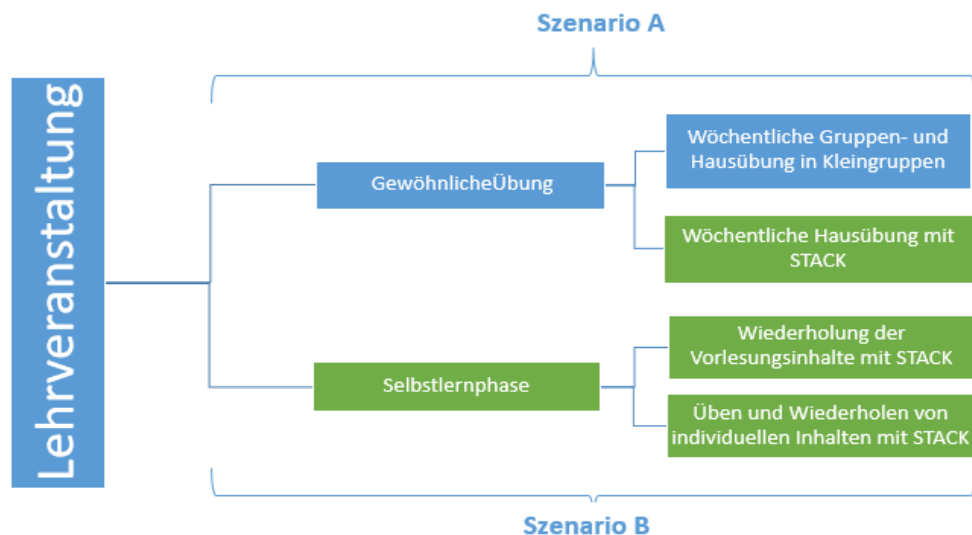 Szenario A
Lehrveranstaltung
GewöhnlicheÜbung
Wöchentliche Gruppen- und
Hausübung in Kleingruppen
Wöchentliche Hausübung mit
STACK
Selbstlernphase
Wiederholung der
Vorlesungsinhalte mit STACK
Üben und Wiederholen von
individuellen Inhalten mit STACK
Szenario B